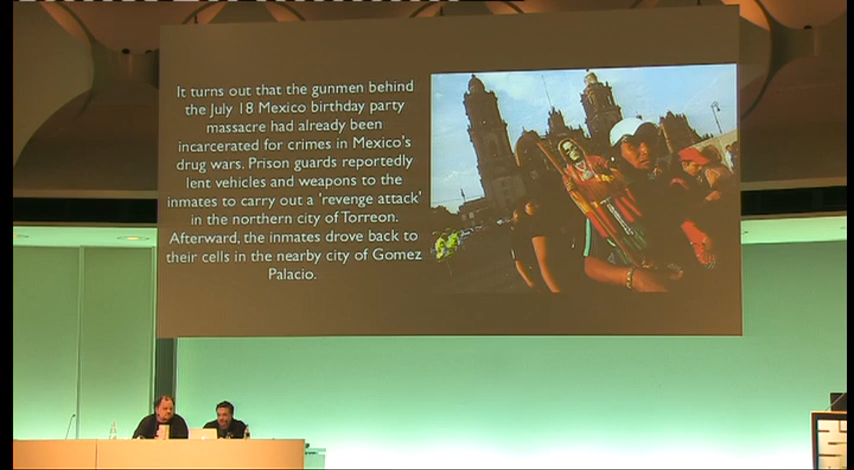 It turns out that the gunmen behind
the July 18 Mexico birthday party
massacre had already been
incarcerated for crimes in Mexico's
drug wars. Prison guards reportedly
lent vehicles and weapons to the
inmates to carry out a 'revenge attack'
in the northern city of Torreon.
Afterward, the inmates drove back to
their cells in the nearby city of Gomez
Palacio.